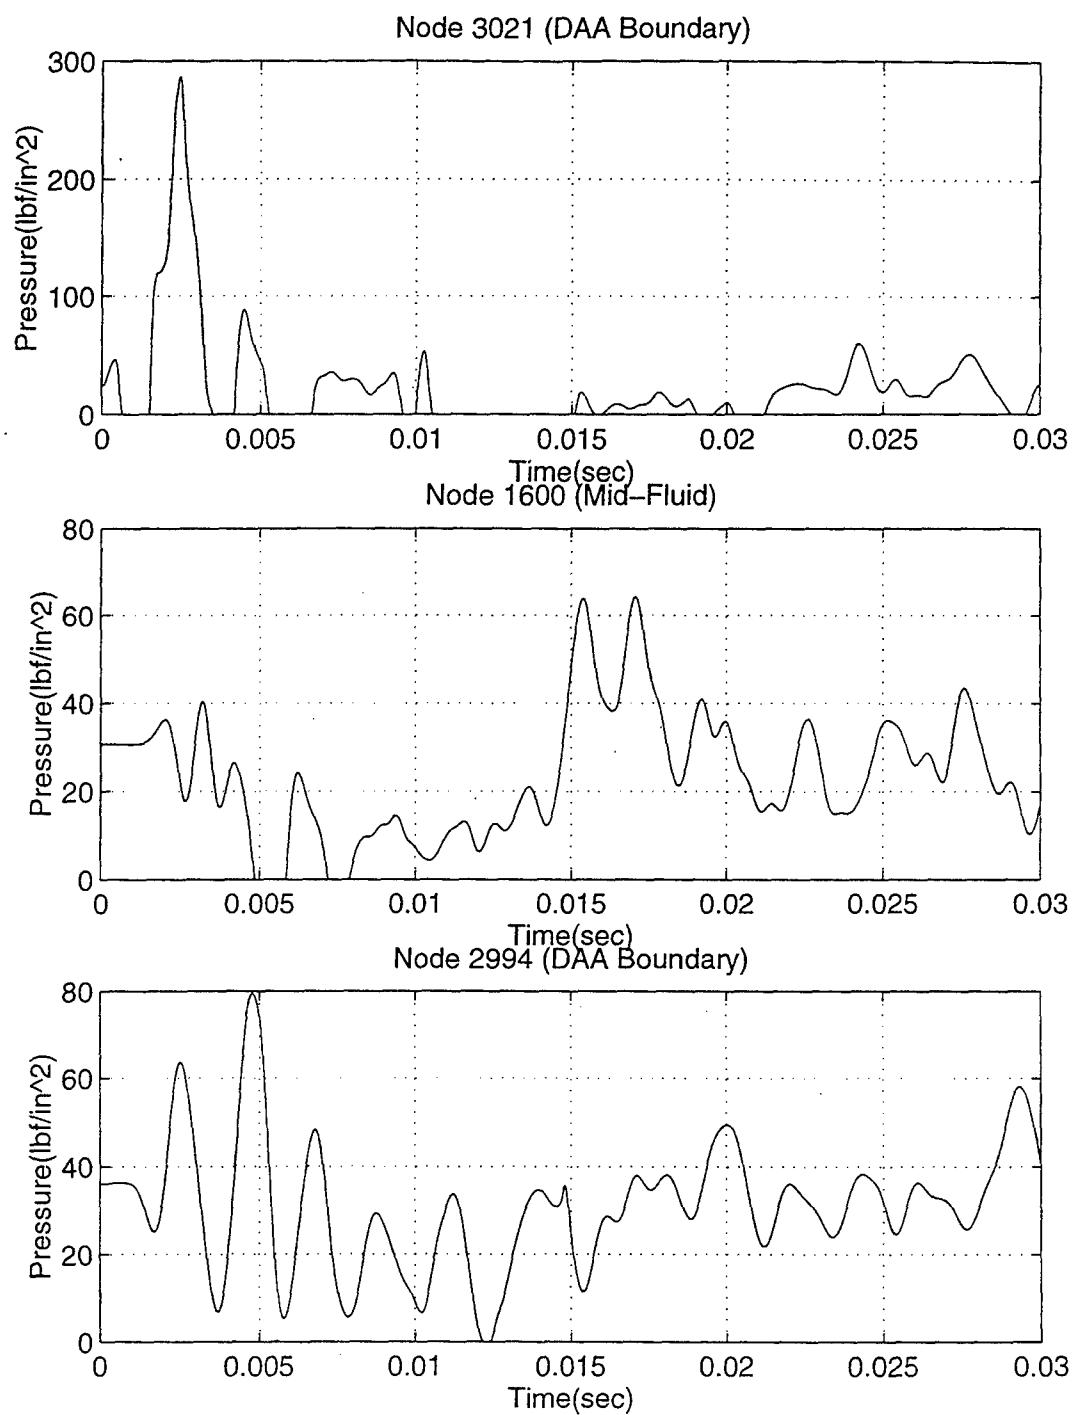 Node 3021 (DAA Boundary)
300
200
100
0
Pressure(lbf/in^2)
0 0.005 0.01 0.015 0.02 0.025 0.03
Time(sec)
Node 1600 (Mid–Fluid)
80
60
40
20
0
Pressure(lbf/in^2)
0 0.005 0.01 0.015 0.02 0.025 0.03
Time(sec)
Node 2994 (DAA Boundary)
80
60
40
20
0
Pressure(lbf/in^2)
0 0.005 0.01 0.015 0.02 0.025 0.03
Time(sec)